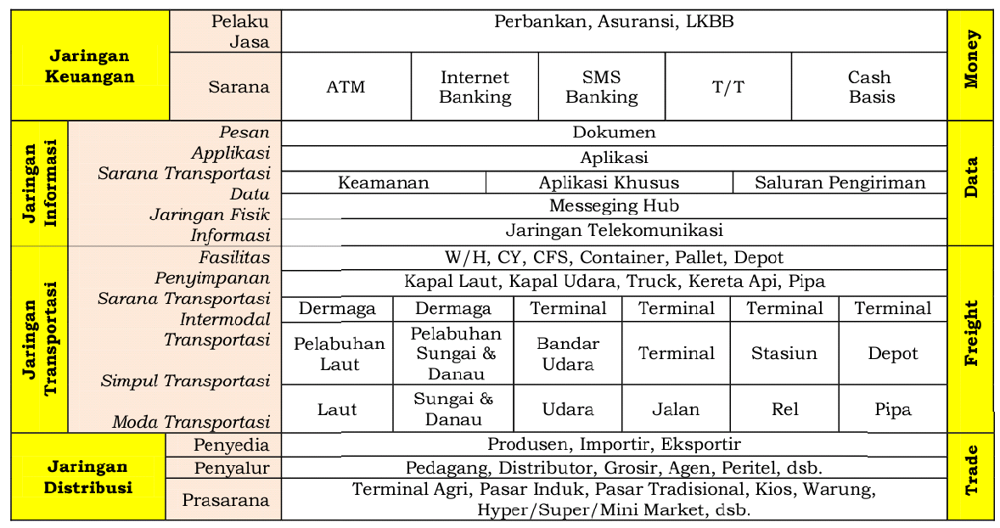 Jaringan
Keuangan
Pelaku
Jasa
Perbankan, Asuransi, LKBB
Money
Sarana
ATM
Internet
Banking
SMS
Banking
T/T
Cash
Basis
Jaringan
Informasi
Pesan
Applikasi
Sarana Transportasi
Data
Jaringan Fisik
Informasi
Dokumen
Aplikasi
Keamanan
Aplikasi Khusus
Saluran Pengiriman
Messeging Hub
Jaringan Telekomunikasi
Data
Jaringan
Transportasi
Fasilitas
Penyimpanan
Sarana Transportasi
Intermodal
Transportasi
Simpul Transportasi
Moda Transportasi
W/H, CY, CFS, Container, Pallet, Depot
Kapal Laut, Kapal Udara, Truck, Kereta Api, Pipa
Dermaga
Dermaga
Terminal
Terminal
Terminal
Terminal
Pelabuhan
Laut
Pelabuhan
Sungai &
Danau
Bandar
Udara
Terminal
Stasiun
Depot
Laut
Sungai &
Danau
Udara
Jalan
Rel
Pipa
Freight
Jaringan
Distribusi
Penyedia
Produsen, Importir, Eksportir
Penyalur
Pedagang, Distributor, Grosir, Agen, Peritel, dsb.
Prasarana
Terminal Agri, Pasar Induk, Pasar Tradisional, Kios, Warung,
Hyper/Super/Mini Market, dsb.
Trade